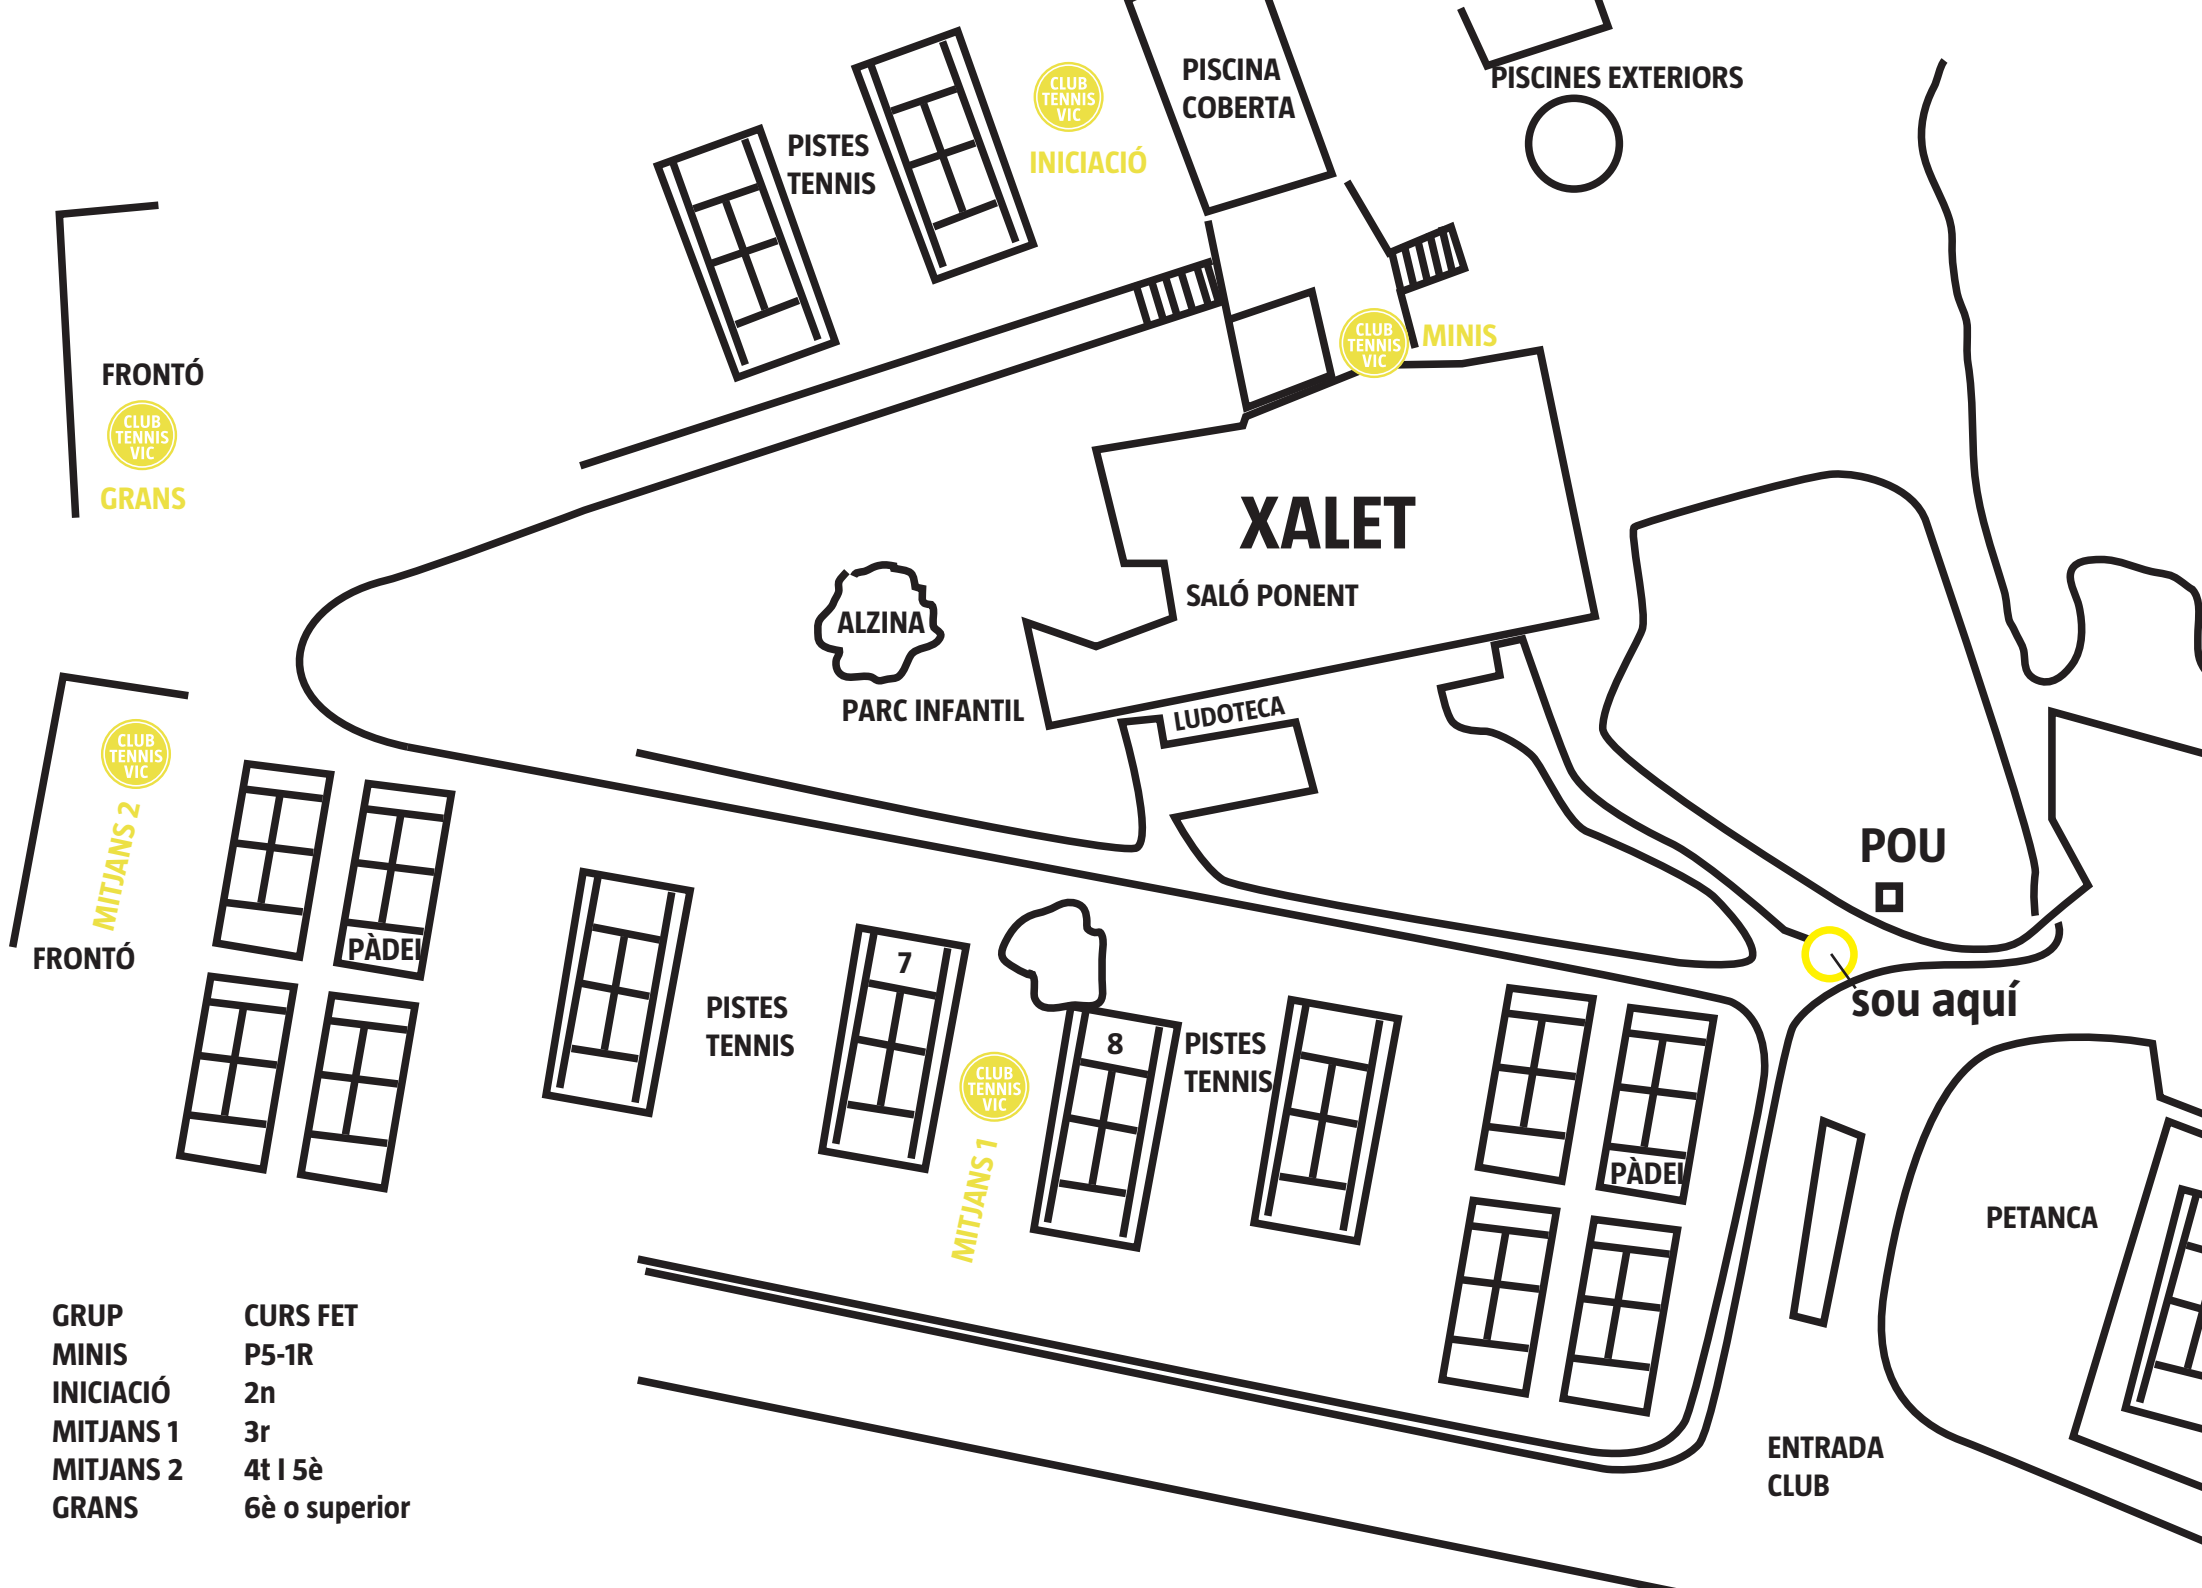 PISCINA
COBERTA
PISCINES EXTERIORS
CLUB
TENNIS
VIC
INICIACIÓ
PISTES
TENNIS
CLUB
TENNIS
VIC
MINIS
FRONTÓ
CLUB
TENNIS
VIC
GRANS
XALET
SALÓ PONENT
ALZINA
PARC INFANTIL
LUDOTECA
CLUB
TENNIS
VIC
MITJANS 2
FRONTÓ
PÀDEL
POU
sou aquí
7
PISTES
TENNIS
8
PISTES
TENNIS
CLUB
TENNIS
VIC
MITJANS 1
PÀDEL
PETANCA
ENTRADA
CLUB
GRUP CURS FET
MINIS P5-1R
INICIACIÓ 2n
MITJANS 1 3r
MITJANS 2 4t I 5è
GRANS 6è o superior